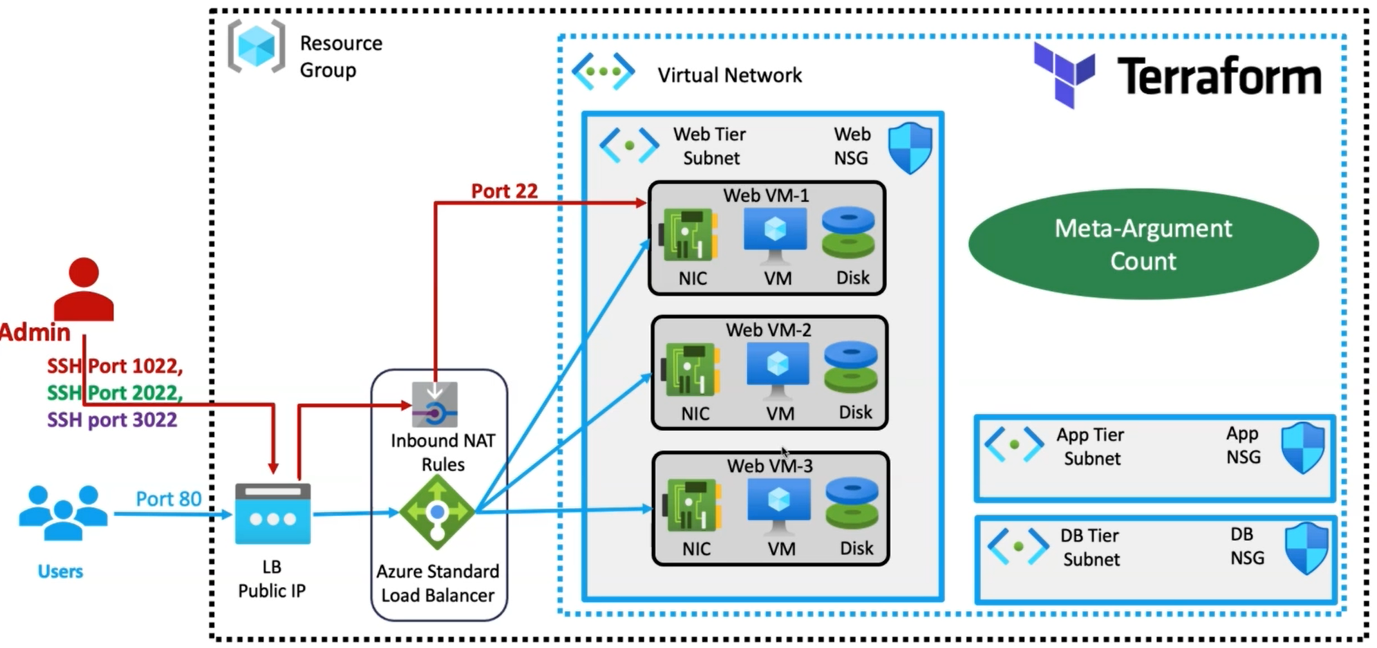 Resource
Group
Virtual Network
Terraform
Web Tier
Subnet
Web
NSG
Port 22
Web VM-1
NIC
VM
Disk
Meta-Argument
Count
Admin
SSH Port 1022,
SSH Port 2022,
SSH port 3022
Web VM-2
NIC
VM
Disk
Inbound NAT
Rules
App Tier
Subnet
App
NSG
Web VM-3
NIC
VM
Disk
Port 80
Users
LB
Public IP
Azure Standard
Load Balancer
DB Tier
Subnet
DB
NSG